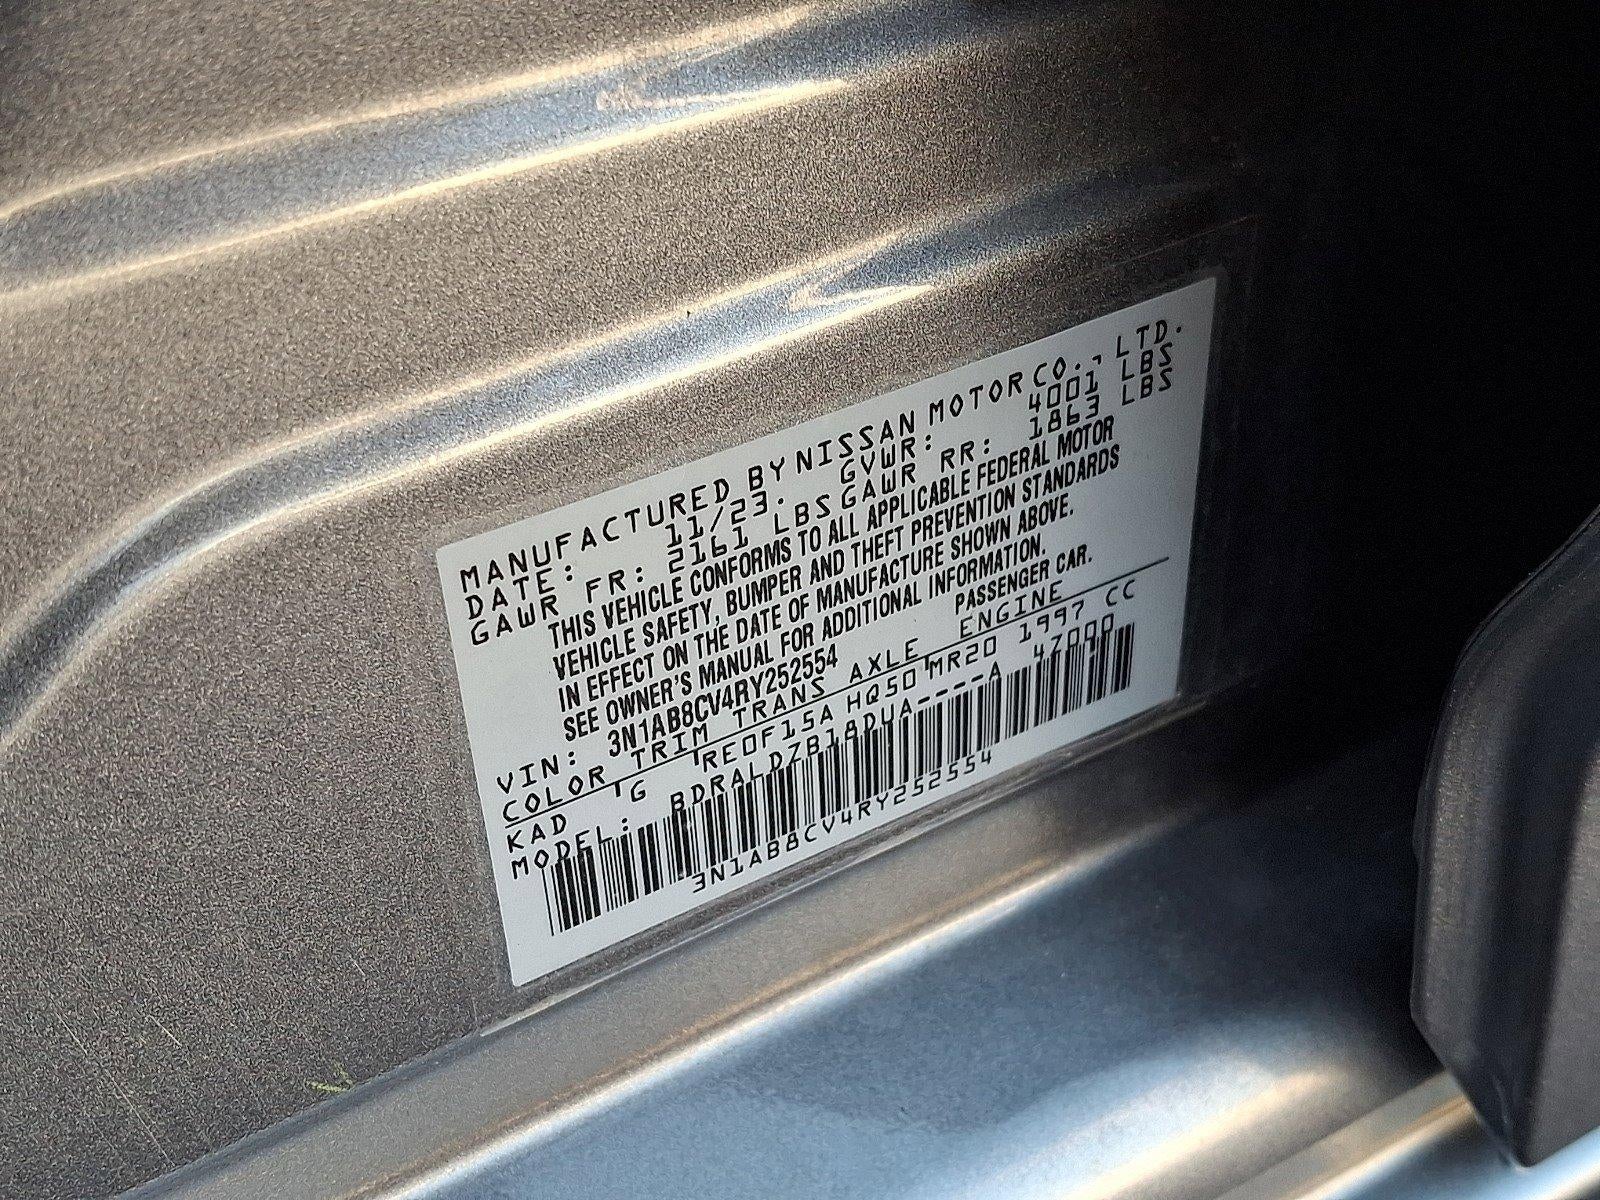 MANUFACTURED BY NISSAN MOTOR CO., LTD.
DATE: 11/23. GVWR: 4001 LBS
GAWR FR: 2161 LBS GAWR RR: 1863 LBS
THIS VEHICLE CONFORMS TO ALL APPLICABLE FEDERAL MOTOR
VEHICLE SAFETY, BUMPER AND THEFT PREVENTION STANDARDS
IN EFFECT ON THE DATE OF MANUFACTURE SHOWN ABOVE.
SEE OWNER'S MANUAL FOR ADDITIONAL INFORMATION.
VIN: 3N1AB8CV4RY252554 PASSENGER CAR.
COLOR TRIM TRANS AXLE ENGINE
KAD G RE0F15A HQ50 MR20 1997 CC
MODEL: BDRALDZB18DUA----A 47000
3N1AB8CV4RY252554